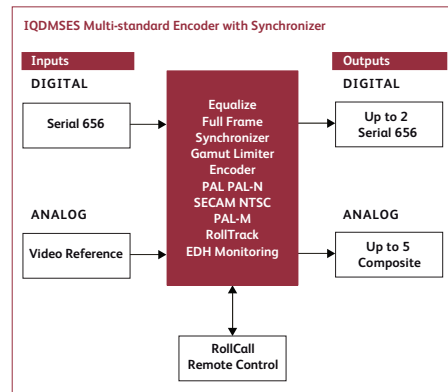 IQDMSES Multi-standard Encoder with Synchronizer
Inputs
Outputs
DIGITAL
DIGITAL
Serial 656
Equalize
Full Frame
Synchronizer
Gamut Limiter
Encoder
PAL PAL-N
SECAM NTSC
PAL-M
RollTrack
EDH Monitoring
Up to 2
Serial 656
ANALOG
ANALOG
Video Reference
Up to 5
Composite
RollCall
Remote Control